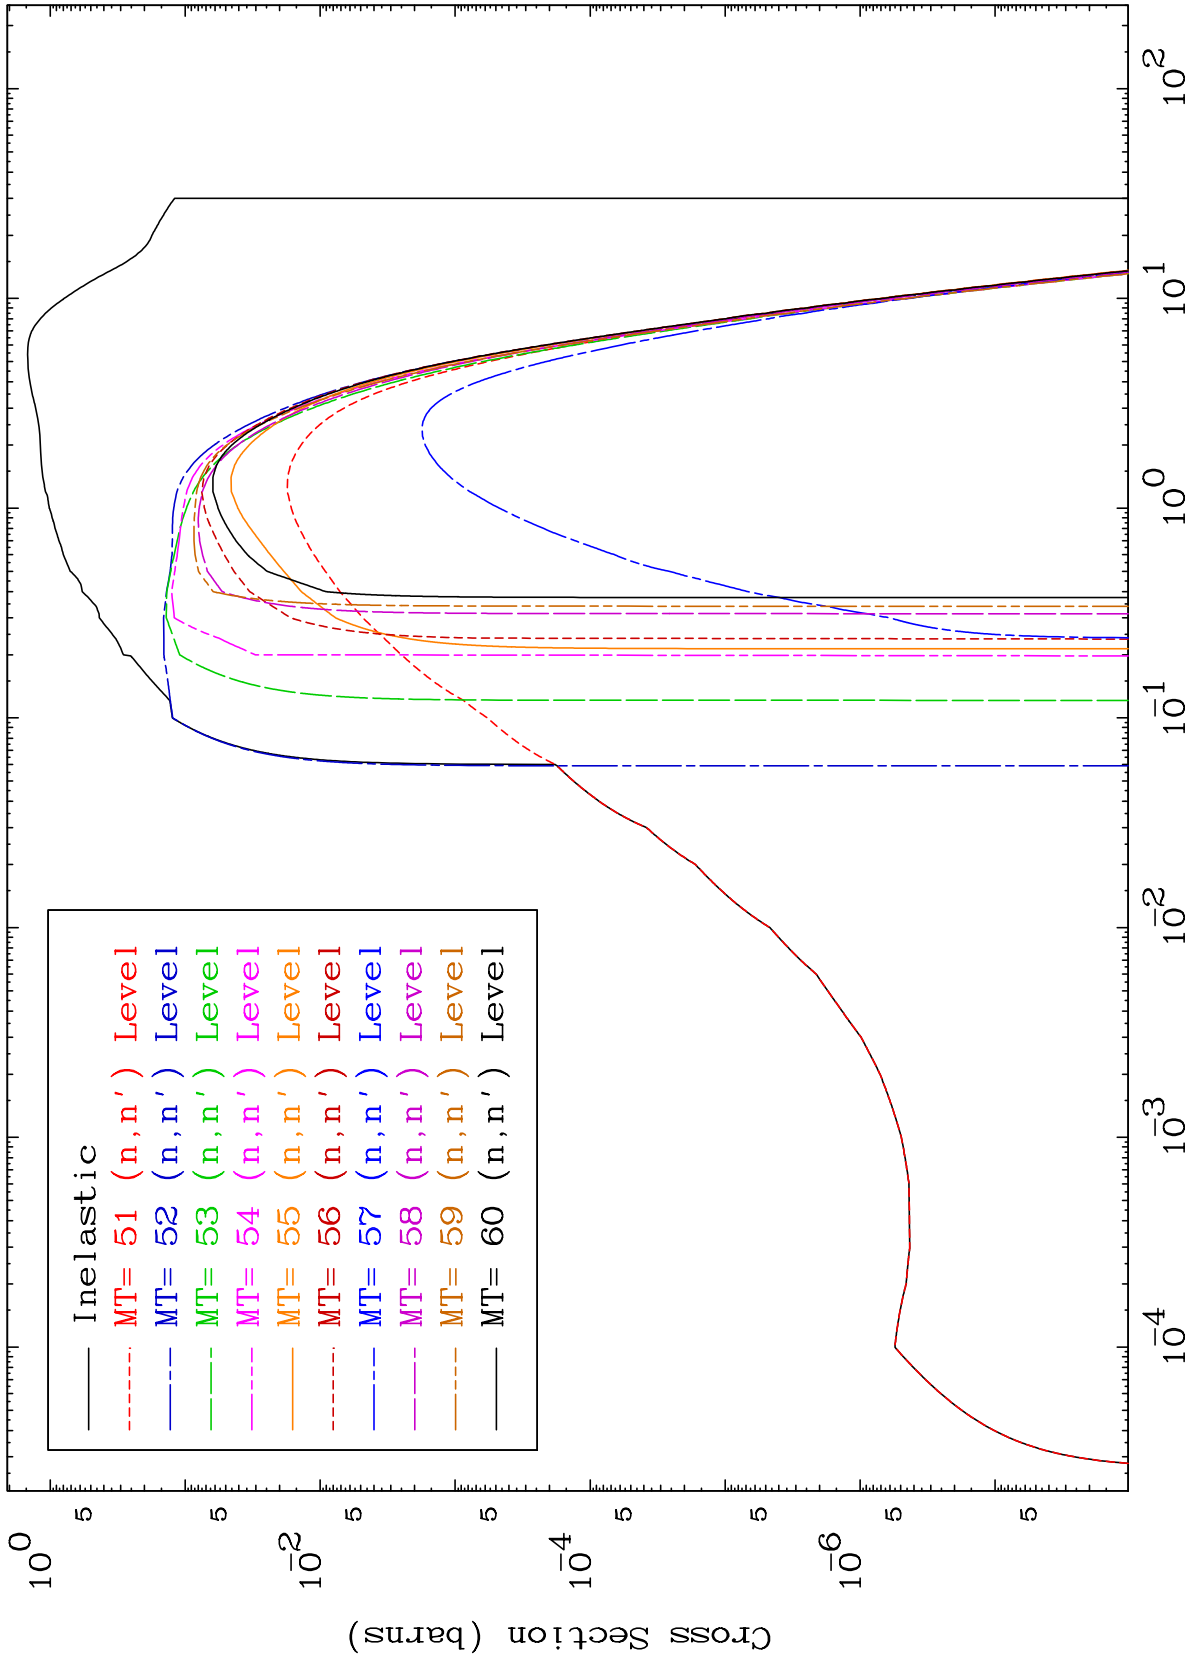 Cross Section (barns)
10^0
5
5
10^-2
5
5
10^-4
5
5
10^-6
5
5
Inelastic
MT= 51 (n,n') Level
MT= 52 (n,n') Level
MT= 53 (n,n') Level
MT= 54 (n,n') Level
MT= 55 (n,n') Level
MT= 56 (n,n') Level
MT= 57 (n,n') Level
MT= 58 (n,n') Level
MT= 59 (n,n') Level
MT= 60 (n,n') Level
10^-4
10^-3
10^-2
10^-1
10^0
10^1
10^2